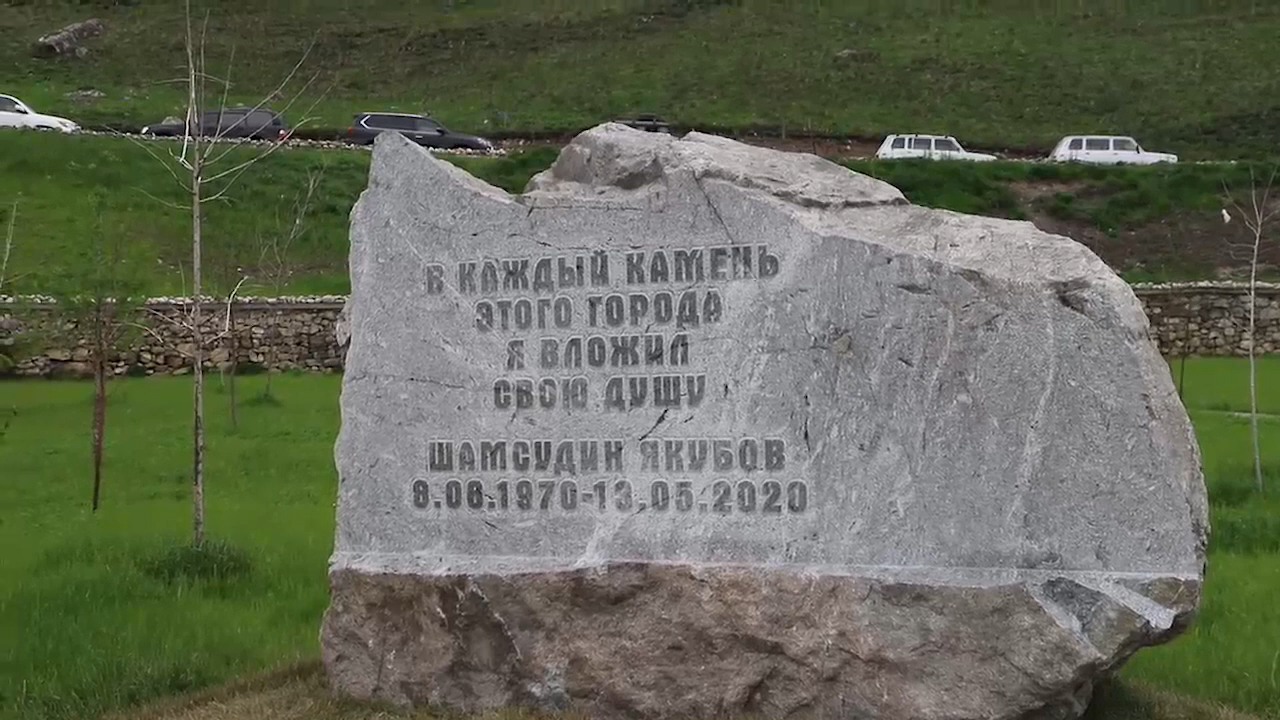 В КАЖДЫЙ КАМЕНЬ
ЭТОГО ГОРОДА
Я ВЛОЖИЛ
СВОЮ ДУШУ
ШАМСУДИН ЯКУБОВ
8.06.1970-13.05.2020